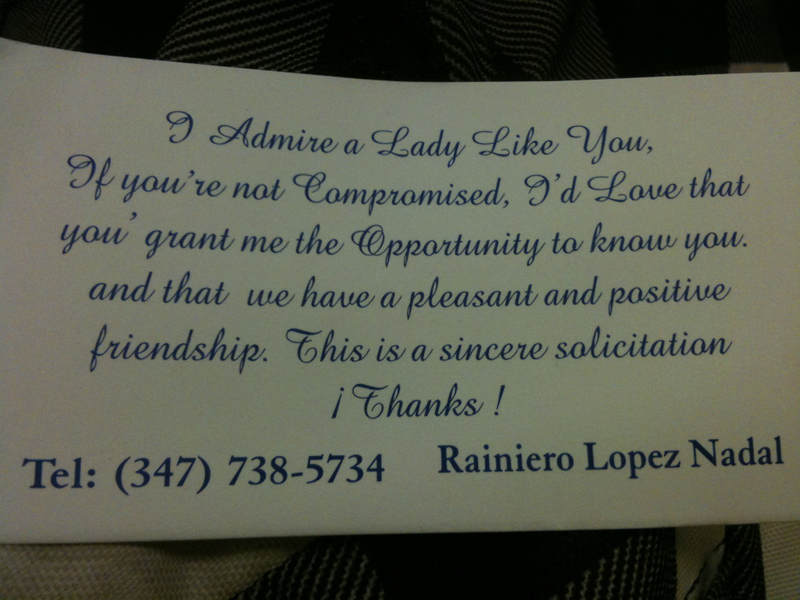 I Admire a Lady Like You,
If you're not Compromised, I'd Love that
you' grant me the Opportunity to know you.
and that we have a pleasant and positive
friendship. This is a sincere solicitation
¡Thanks !
Tel: (347) 738-5734 Rainiero Lopez Nadal